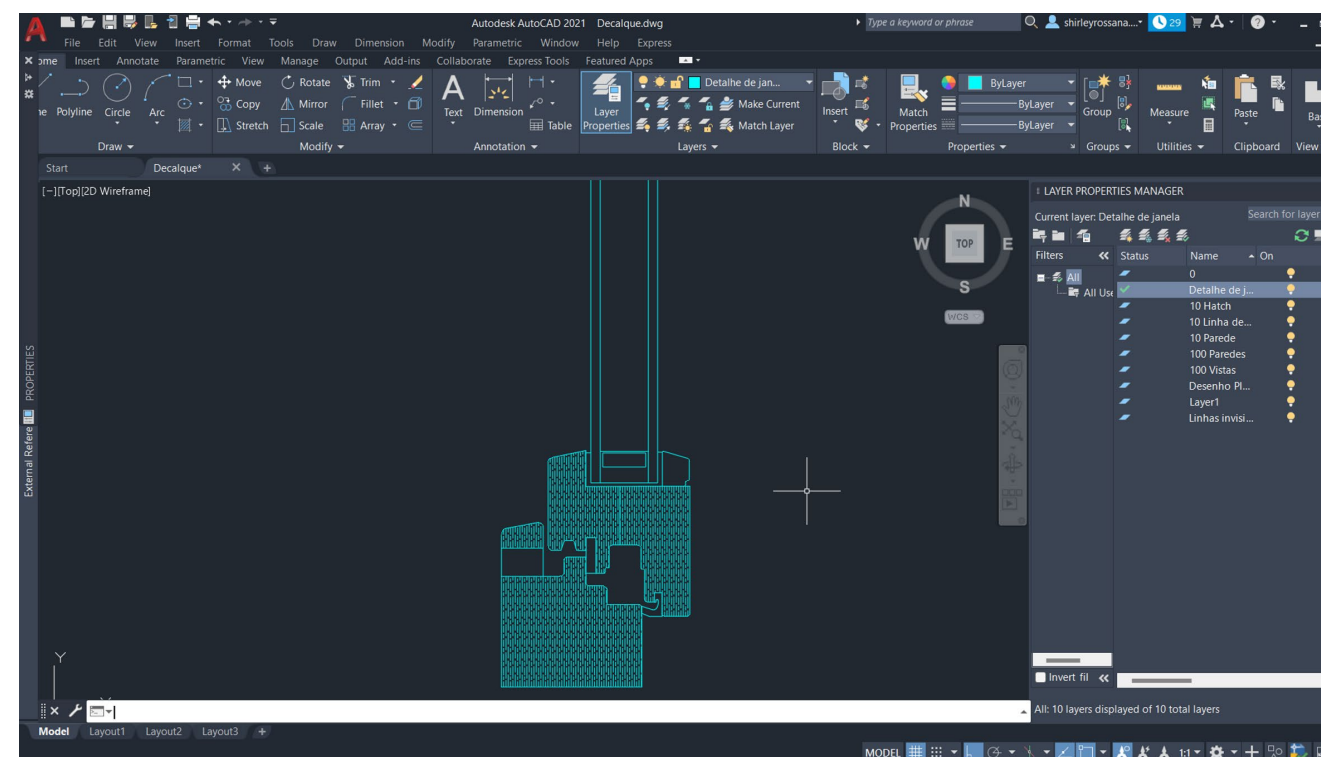 Autodesk AutoCAD 2021 Decalque.dwg
Type a keyword or phrase
shirleyrossana....
29
File Edit View Insert Format Tools Draw Dimension Modify Parametric Window Help Express
ome Insert Annotate Parametric View Manage Output Add-ins Collaborate Express Tools Featured Apps
Polyline Circle Arc
Move Rotate Trim
Copy Mirror Fillet
Stretch Scale Array
Text Dimension
Table
Layer
Properties
Detalhe de jan...
Make Current
Match Layer
Insert
Match
Properties
ByLayer
ByLayer
ByLayer
Group
Measure
Paste
Draw Modify Annotation Layers Block Properties Groups Utilities Clipboard View
Start Decalque*
[−][Top][2D Wireframe]
N
W TOP E
S
WCS
PROPERTIES
External Refere
LAYER PROPERTIES MANAGER
Current layer: Detalhe de janela
Search for layer
Filters Status Name On
All
All Use
0
Detalhe de j...
10 Hatch
10 Linha de...
10 Parede
100 Paredes
100 Vistas
Desenho Pl...
Layer1
Linhas invisi...
Invert fil
All: 10 layers displayed of 10 total layers
Y
Model Layout1 Layout2 Layout3
MODEL
1:1